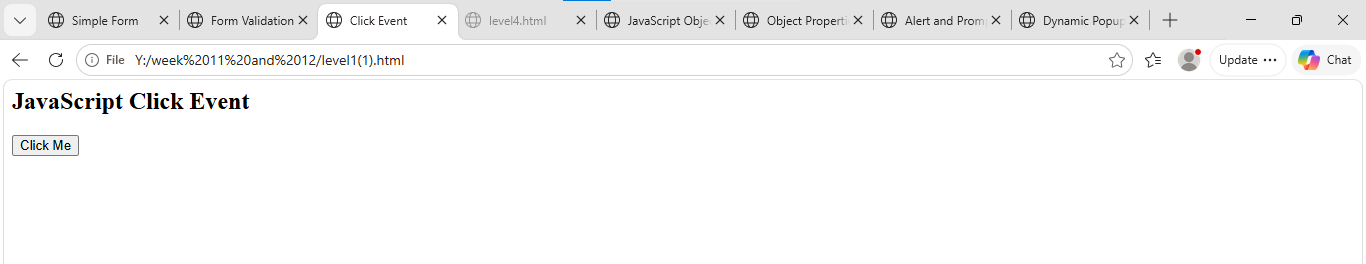 Simple Form
Form Validation
Click Event
level4.html
JavaScript Obje
Object Properti
Alert and Prom
Dynamic Popup
File Y:/week%2011%20and%2012/level1(1).html
Update
Chat
JavaScript Click Event
Click Me